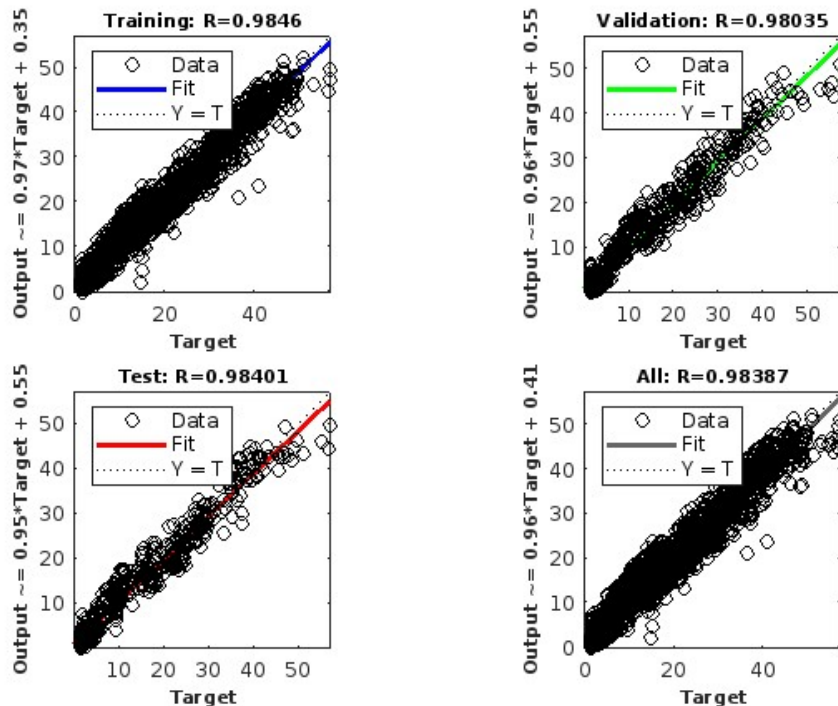 Training: R=0.9846
Output ~= 0.97*Target + 0.35
Data
Fit
Y = T
50
40
30
20
10
0
0 20 40
Target
Validation: R=0.98035
Output ~= 0.96*Target + 0.55
Data
Fit
Y = T
50
40
30
20
10
10 20 30 40 50
Target
Test: R=0.98401
Output ~= 0.95*Target + 0.55
Data
Fit
Y = T
50
40
30
20
10
10 20 30 40 50
Target
All: R=0.98387
Output ~= 0.96*Target + 0.41
Data
Fit
Y = T
50
40
30
20
10
0
0 20 40
Target